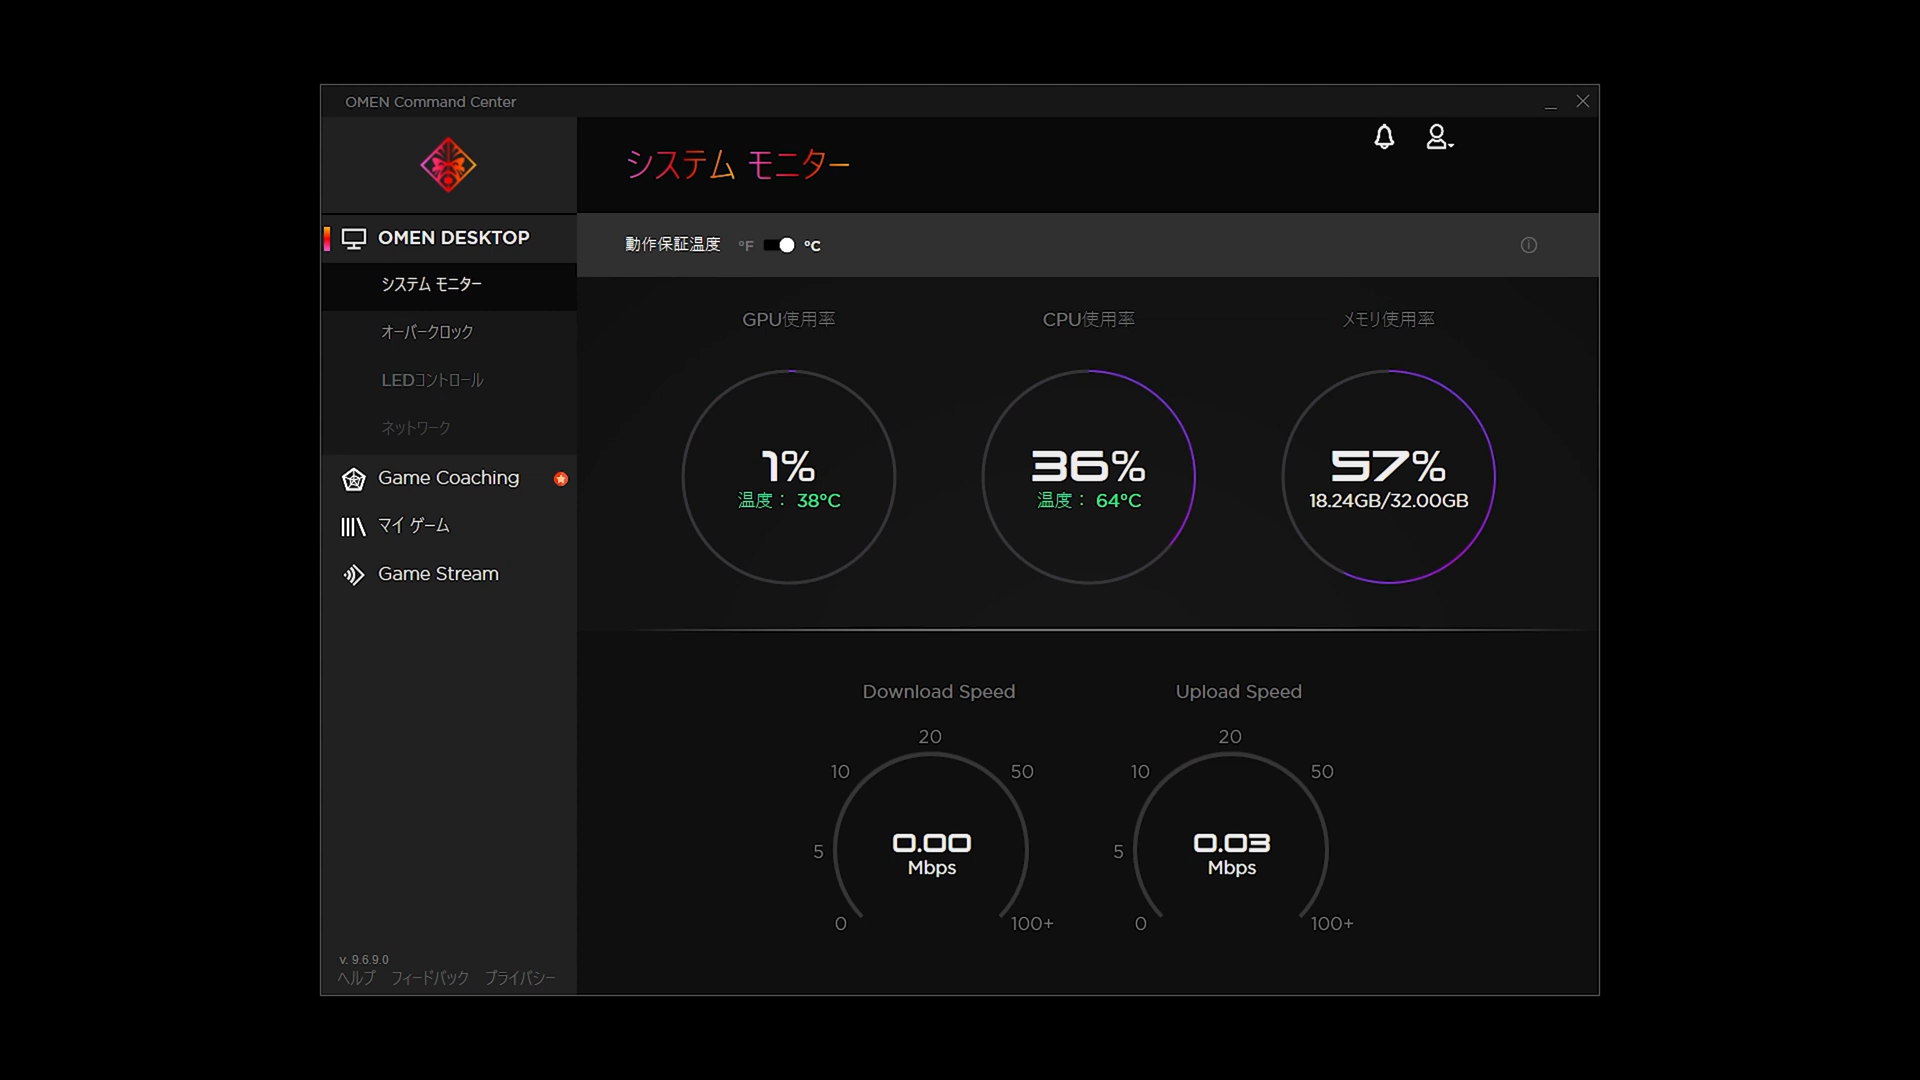 OMEN Command Center
システム モニター
OMEN DESKTOP
システム モニター
オーバークロック
LEDコントロール
ネットワーク
Game Coaching
マイ ゲーム
Game Stream
v. 9.6.9.0
ヘルプ フィードバック プライバシー
動作保証温度 °F °C
GPU使用率
1%
温度： 38°C
CPU使用率
36%
温度： 64°C
メモリ使用率
57%
18.24GB/32.00GB
Download Speed
20
10 50
5
0.00
Mbps
0 100+
Upload Speed
20
10 50
5
0.03
Mbps
0 100+